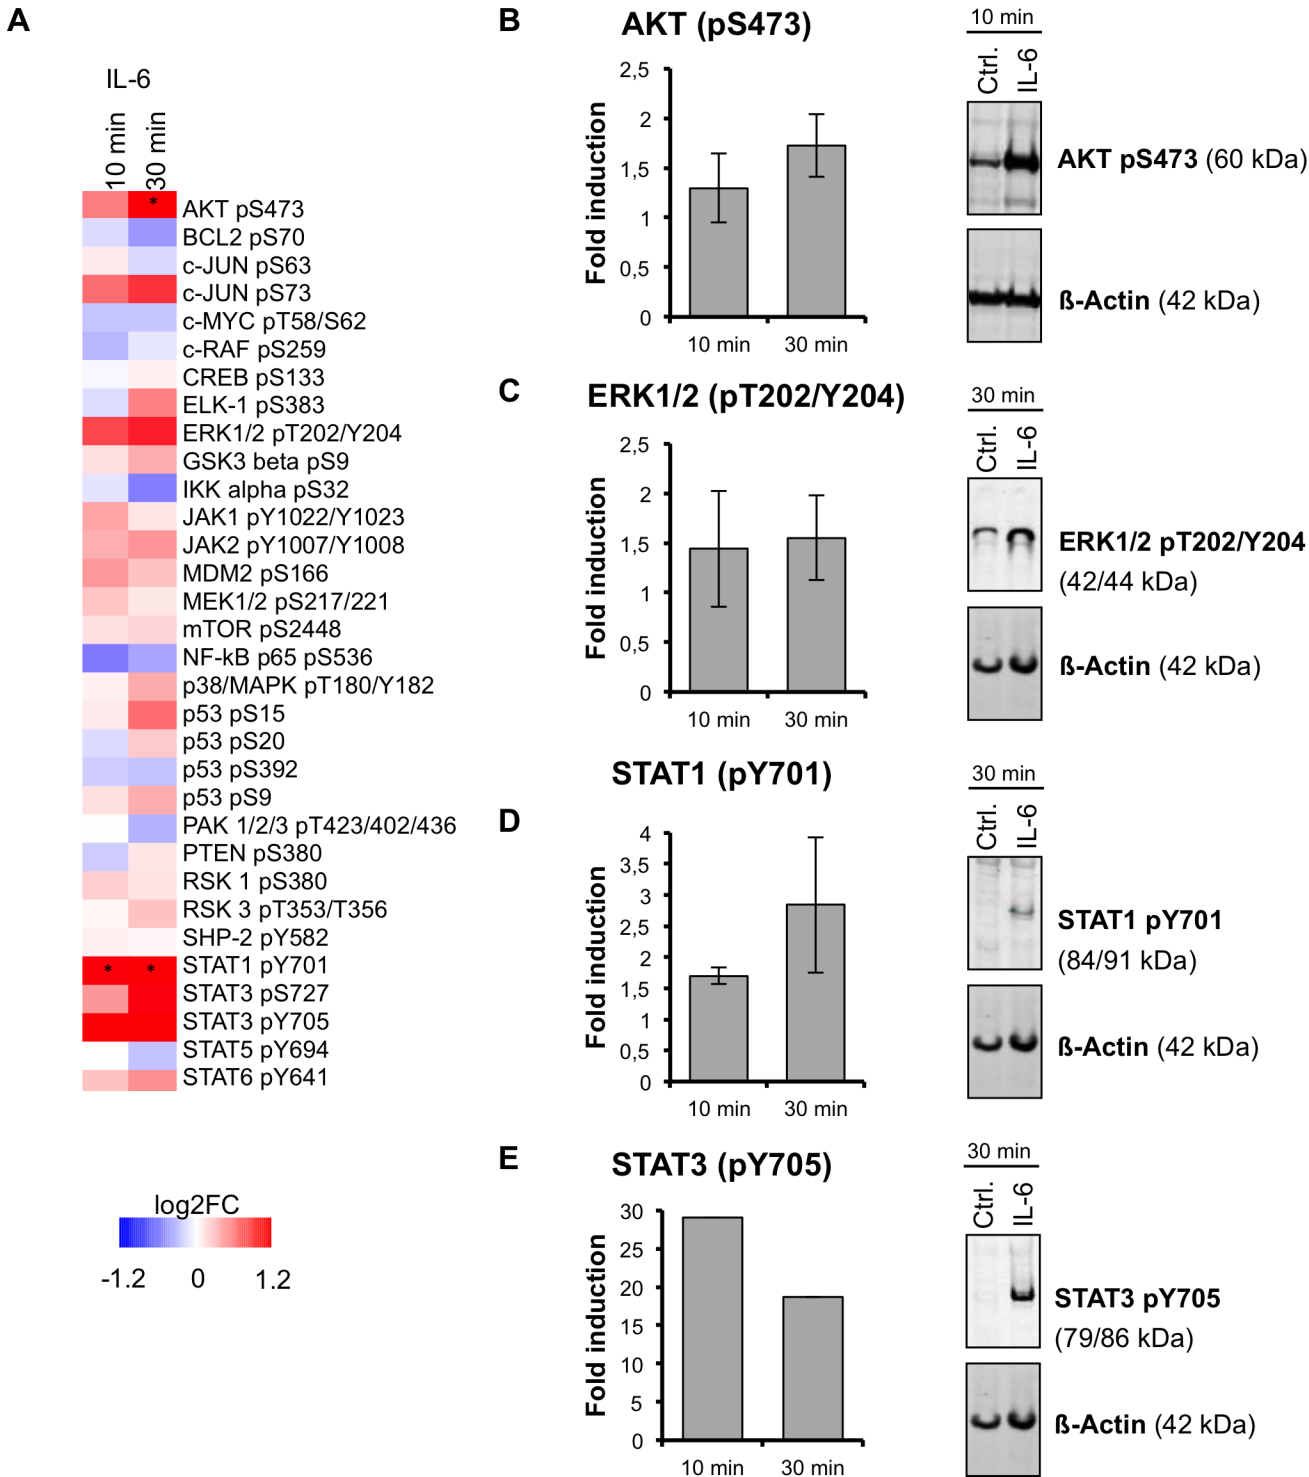 A
IL-6
10 min
30 min
*
AKT pS473
BCL2 pS70
c-JUN pS63
c-JUN pS73
c-MYC pT58/S62
c-RAF pS259
CREB pS133
ELK-1 pS383
ERK1/2 pT202/Y204
GSK3 beta pS9
IKK alpha pS32
JAK1 pY1022/Y1023
JAK2 pY1007/Y1008
MDM2 pS166
MEK1/2 pS217/221
mTOR pS2448
NF-kB p65 pS536
p38/MAPK pT180/Y182
p53 pS15
p53 pS20
p53 pS392
p53 pS9
PAK 1/2/3 pT423/402/436
PTEN pS380
RSK 1 pS380
RSK 3 pT353/T356
SHP-2 pY582
* * STAT1 pY701
STAT3 pS727
STAT3 pY705
STAT5 pY694
STAT6 pY641
log2FC
-1.2 0 1.2
B
AKT (pS473)
Fold induction
2,5
2
1,5
1
0,5
0
10 min 30 min
10 min
Ctrl.
IL-6
AKT pS473 (60 kDa)
ß-Actin (42 kDa)
C
ERK1/2 (pT202/Y204)
Fold induction
2,5
2
1,5
1
0,5
0
10 min 30 min
30 min
Ctrl.
IL-6
ERK1/2 pT202/Y204
(42/44 kDa)
ß-Actin (42 kDa)
D
STAT1 (pY701)
Fold induction
4
3,5
3
2,5
2
1,5
1
0,5
0
10 min 30 min
30 min
Ctrl.
IL-6
STAT1 pY701
(84/91 kDa)
ß-Actin (42 kDa)
E
STAT3 (pY705)
Fold induction
30
25
20
15
10
5
0
10 min 30 min
30 min
Ctrl.
IL-6
STAT3 pY705
(79/86 kDa)
ß-Actin (42 kDa)